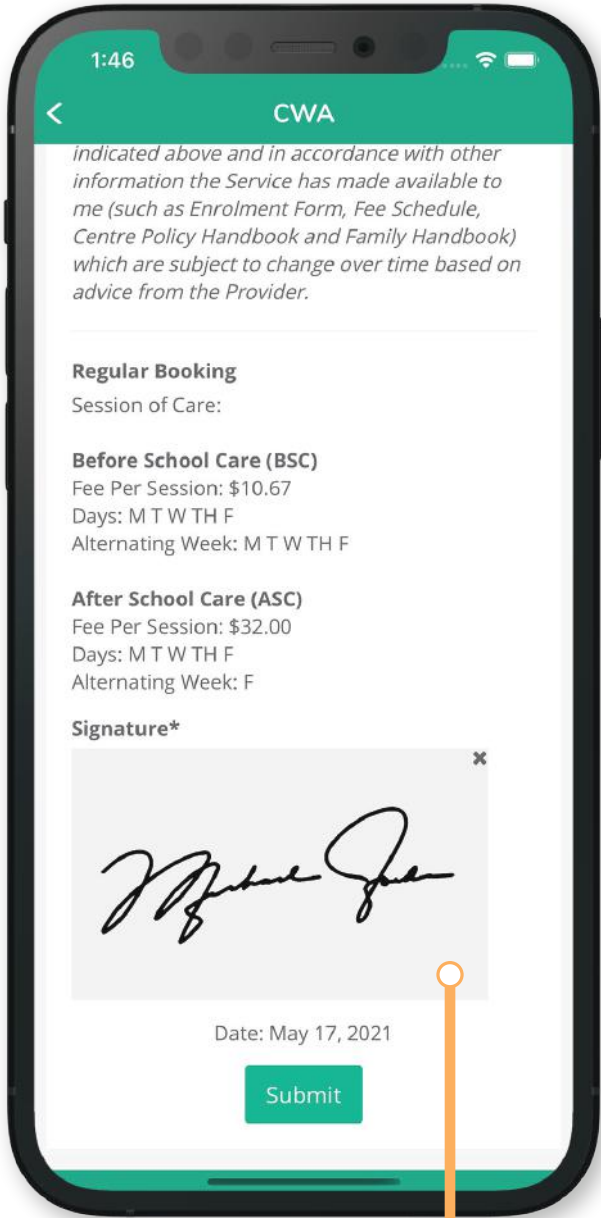 1:46
CWA
indicated above and in accordance with other
information the Service has made available to
me (such as Enrolment Form, Fee Schedule,
Centre Policy Handbook and Family Handbook)
which are subject to change over time based on
advice from the Provider.
Regular Booking
Session of Care:
Before School Care (BSC)
Fee Per Session: $10.67
Days: M T W TH F
Alternating Week: M T W TH F
After School Care (ASC)
Fee Per Session: $32.00
Days: M T W TH F
Alternating Week: F
Signature*
Date: May 17, 2021
Submit